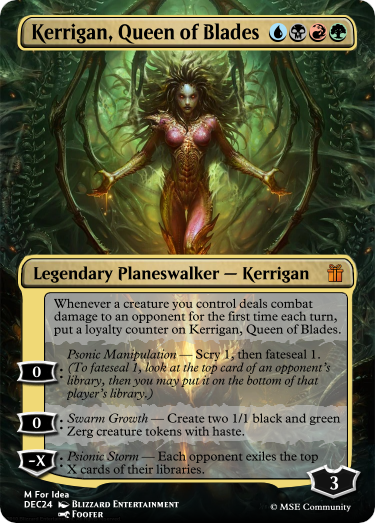 Kerrigan, Queen of Blades
Legendary Planeswalker — Kerrigan
Whenever a creature you control deals combat
damage to an opponent for the first time each turn,
put a loyalty counter on Kerrigan, Queen of Blades.
0: Psonic Manipulation — Scry 1, then fateseal 1.
(To fateseal 1, look at the top card of an opponent's
library, then you may put it on the bottom of that
player's library.)
0: Swarm Growth — Create two 1/1 black and green
Zerg creature tokens with haste.
-X: Psionic Storm — Each opponent exiles the top
X cards of their libraries.
3
M For Idea
DEC24 Blizzard Entertainment
Foofer
© MSE Community